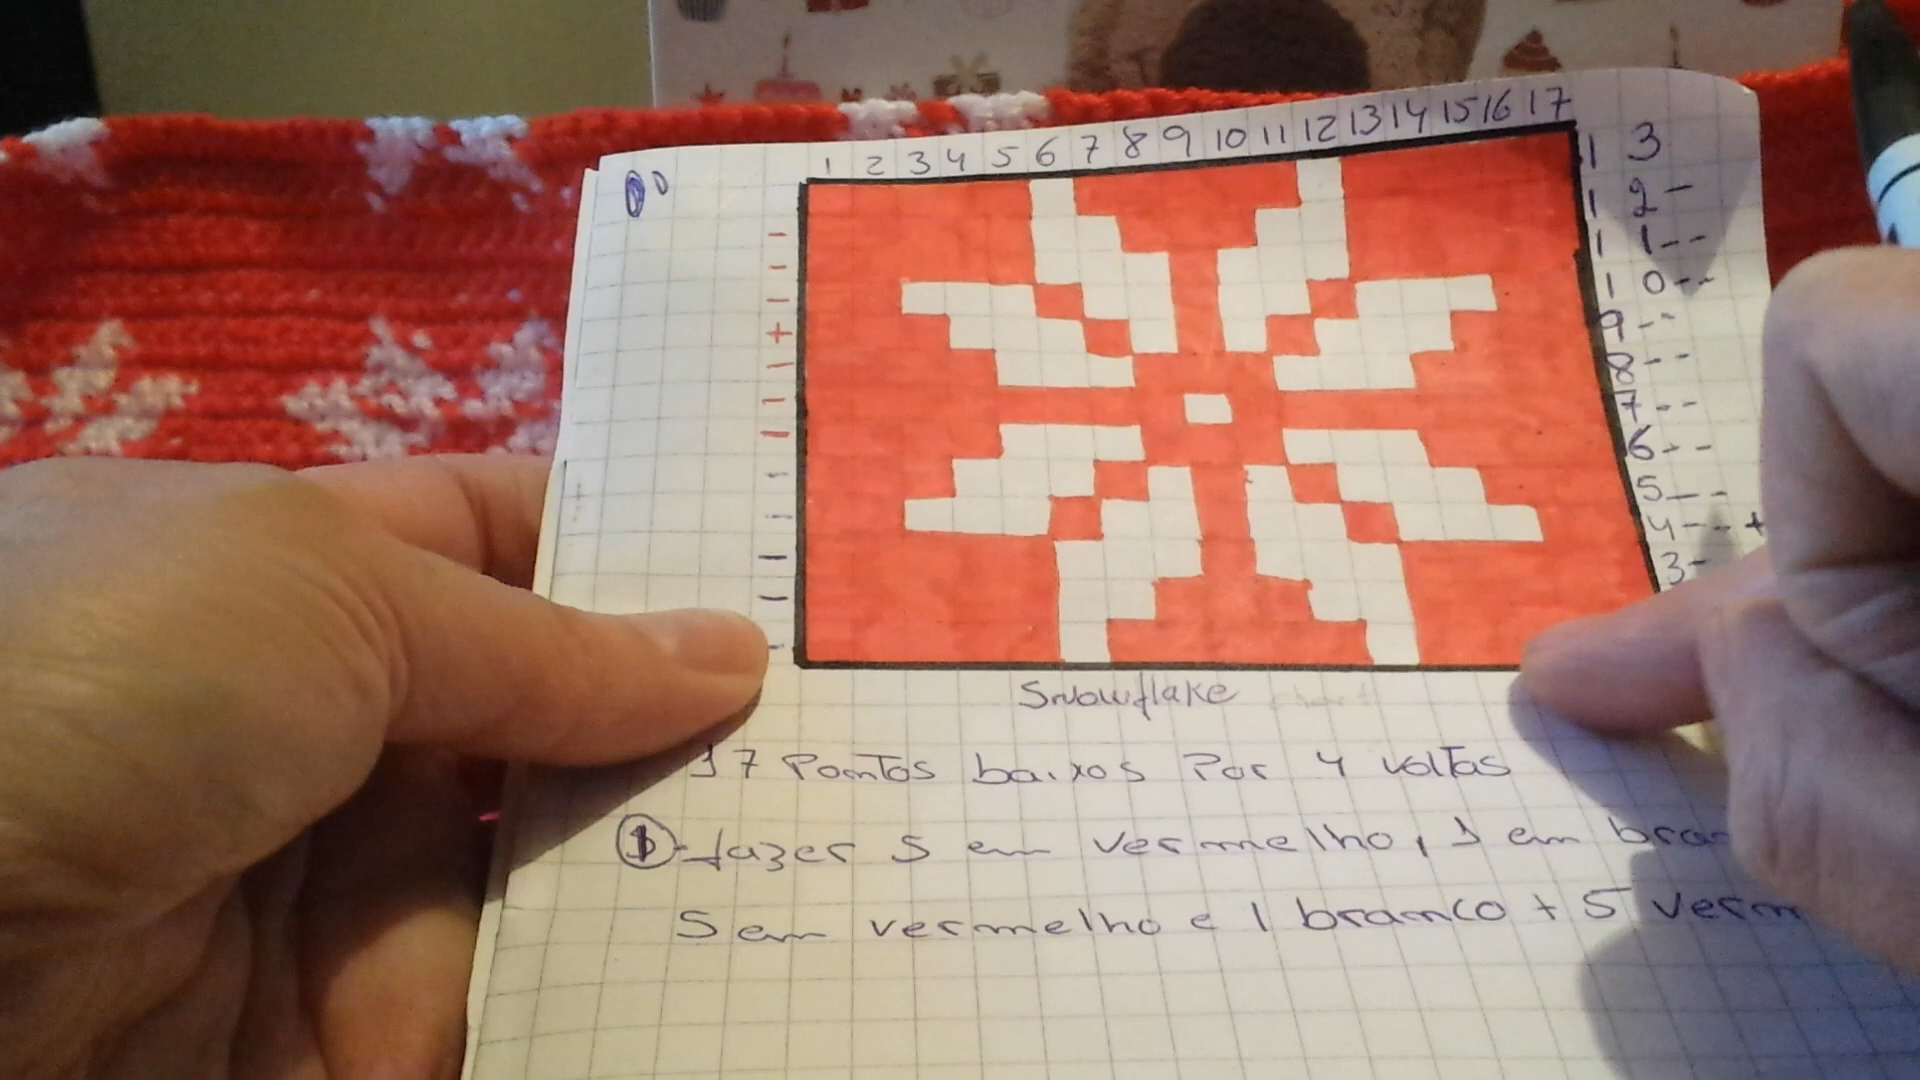 1 2 3 4 5 6 7 8 9 10 11 12 13 14 15 16 17
13
12 -
11 --
10 --
9 --
8 --
7 --
6 --
5 --
4 -- +
3 -
Snowflake
17 Pontos baixos Por 4 voltas
1 - fazer 5 em vermelho, 1 em
5 em vermelho e 1 branco + 5